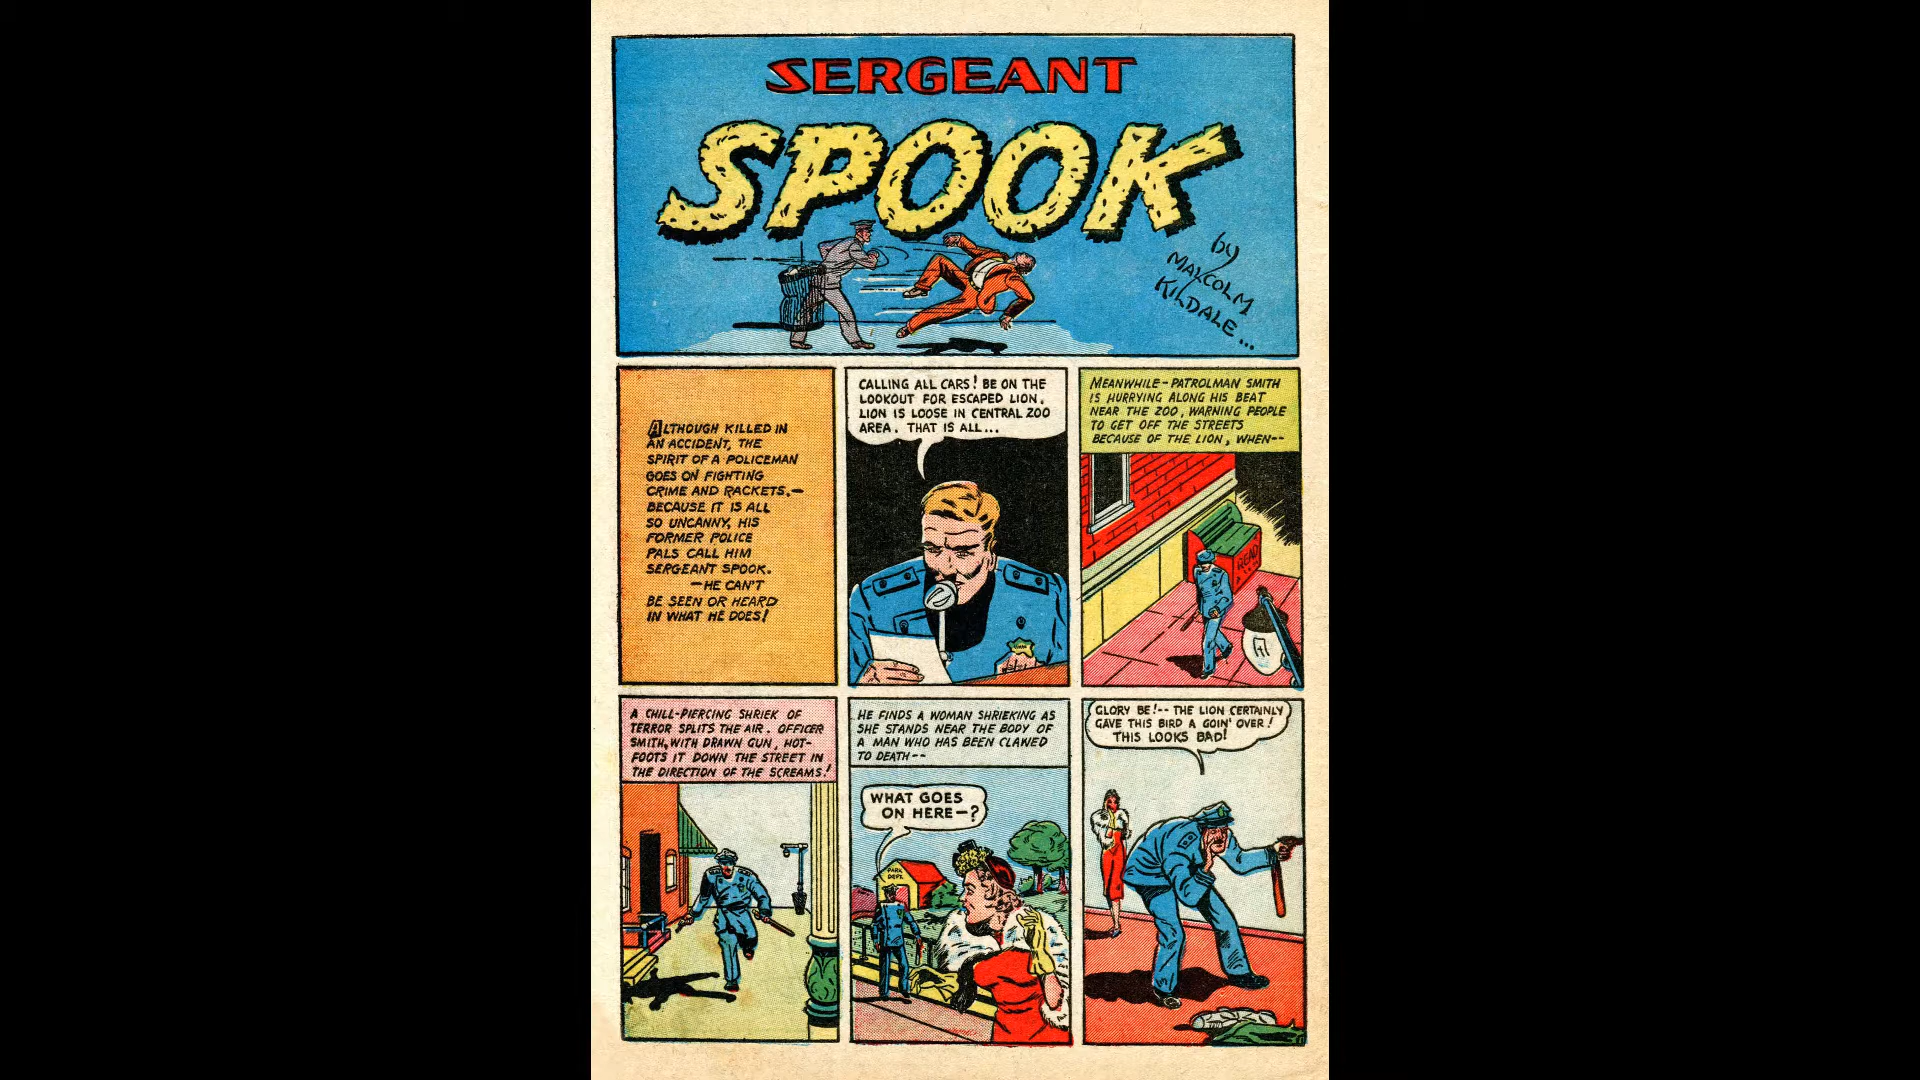 SERGEANT
SPOOK
by
MALCOLM
KILDALE...
ALTHOUGH KILLED IN
AN ACCIDENT, THE
SPIRIT OF A POLICEMAN
GOES ON FIGHTING
CRIME AND RACKETS.—
BECAUSE IT IS ALL
SO UNCANNY, HIS
FORMER POLICE
PALS CALL HIM
SERGEANT SPOOK.
—HE CAN'T
BE SEEN OR HEARD
IN WHAT HE DOES!
CALLING ALL CARS! BE ON THE
LOOKOUT FOR ESCAPED LION.
LION IS LOOSE IN CENTRAL ZOO
AREA. THAT IS ALL...
MEANWHILE - PATROLMAN SMITH
IS HURRYING ALONG HIS BEAT
NEAR THE ZOO, WARNING PEOPLE
TO GET OFF THE STREETS
BECAUSE OF THE LION, WHEN--
READ
A CHILL-PIERCING SHRIEK OF
TERROR SPLITS THE AIR. OFFICER
SMITH, WITH DRAWN GUN, HOT-
FOOTS IT DOWN THE STREET IN
THE DIRECTION OF THE SCREAMS!
HE FINDS A WOMAN SHRIEKING AS
SHE STANDS NEAR THE BODY OF
A MAN WHO HAS BEEN CLAWED
TO DEATH--
WHAT GOES
ON HERE—?
PARK
DEPT.
GLORY BE!-- THE LION CERTAINLY
GAVE THIS BIRD A GOIN' OVER!
THIS LOOKS BAD!